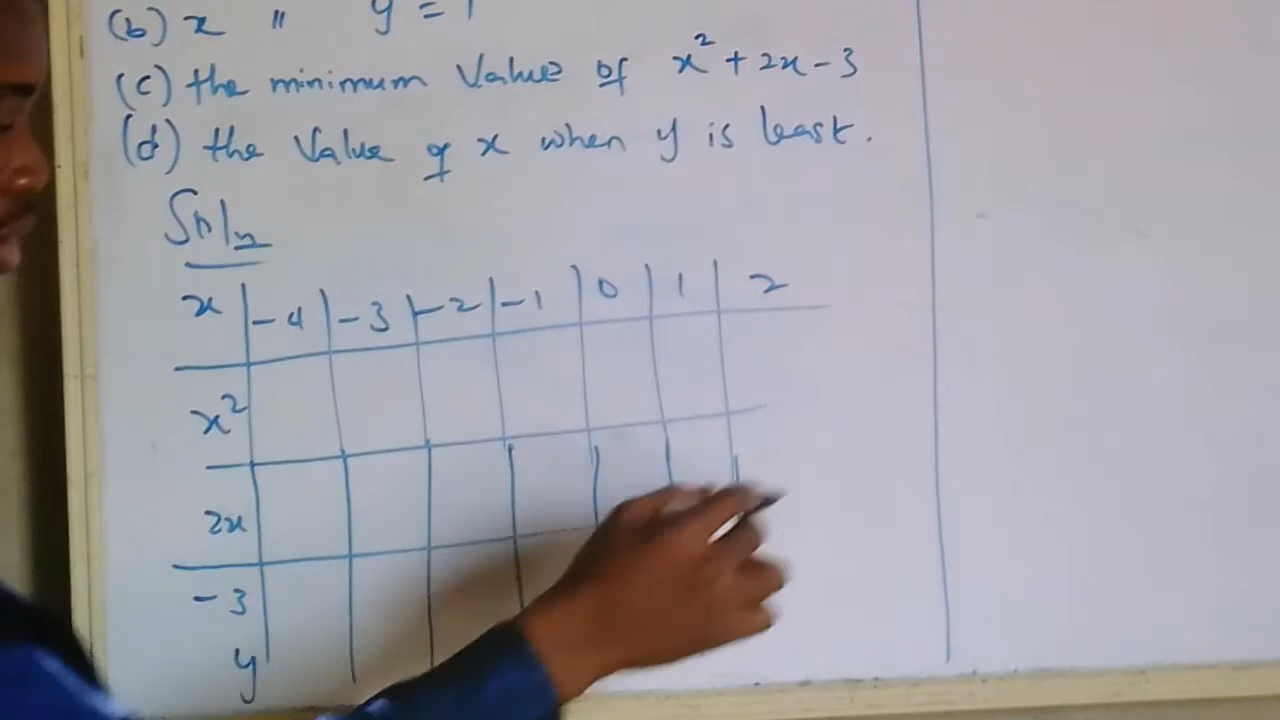 (b) x " y = 1
(c) the minimum Value of x² + 2x - 3
(d) the Value of x when y is least.
Soln
x -4 -3 -2 -1 0 1 2
x²
2x
-3
y